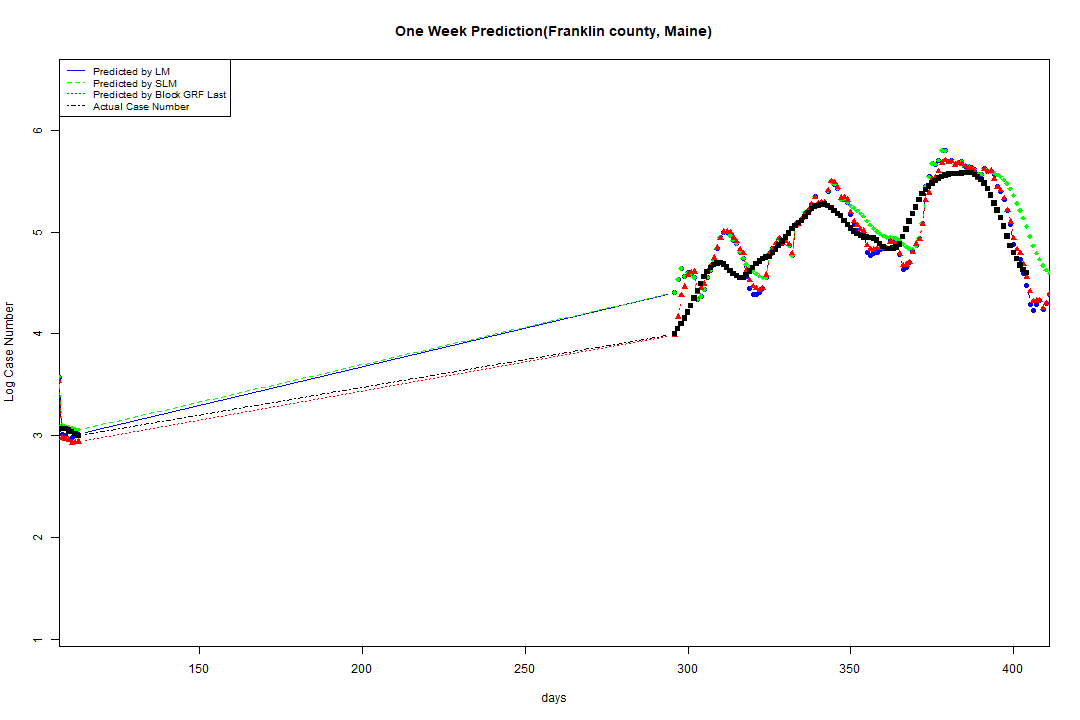 One Week Prediction(Franklin county, Maine)
Predicted by LM
Predicted by SLM
Predicted by Block GRF Last
Actual Case Number
6
5
4
3
2
1
Log Case Number
150 200 250 300 350 400
days